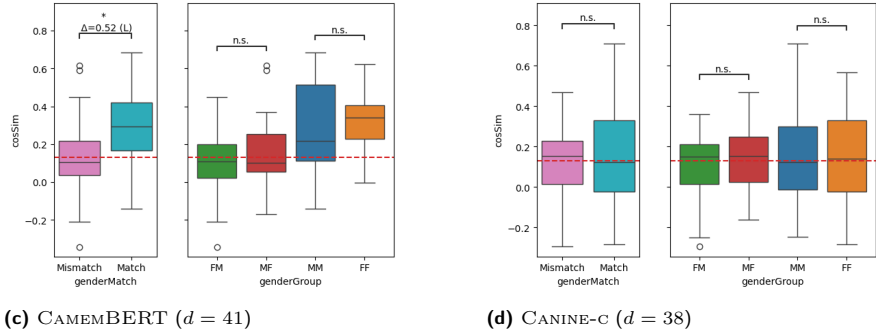 *
Δ=0.52 (L)
n.s.
n.s.
0.8
0.6
0.4
0.2
0.0
−0.2
cosSim
Mismatch Match
genderMatch
FM MF MM FF
genderGroup
(c) CamemBERT (d = 41)
n.s.
n.s.
n.s.
0.8
0.6
0.4
0.2
0.0
−0.2
cosSim
Mismatch Match
genderMatch
FM MF MM FF
genderGroup
(d) Canine-c (d = 38)